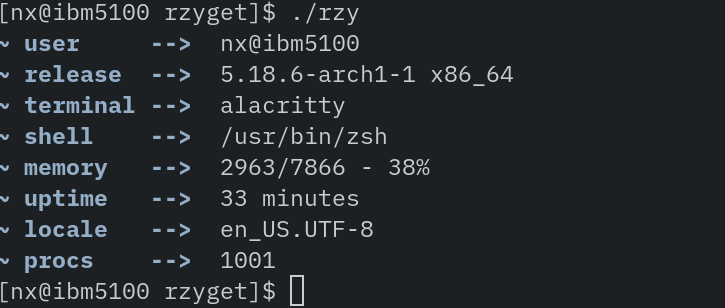 [nx@ibm5100 rzyget]$ ./rzy
~ user     --> nx@ibm5100
~ release  --> 5.18.6-arch1-1 x86_64
~ terminal --> alacritty
~ shell    --> /usr/bin/zsh
~ memory   --> 2963/7866 - 38%
~ uptime   --> 33 minutes
~ locale   --> en_US.UTF-8
~ procs    --> 1001
[nx@ibm5100 rzyget]$